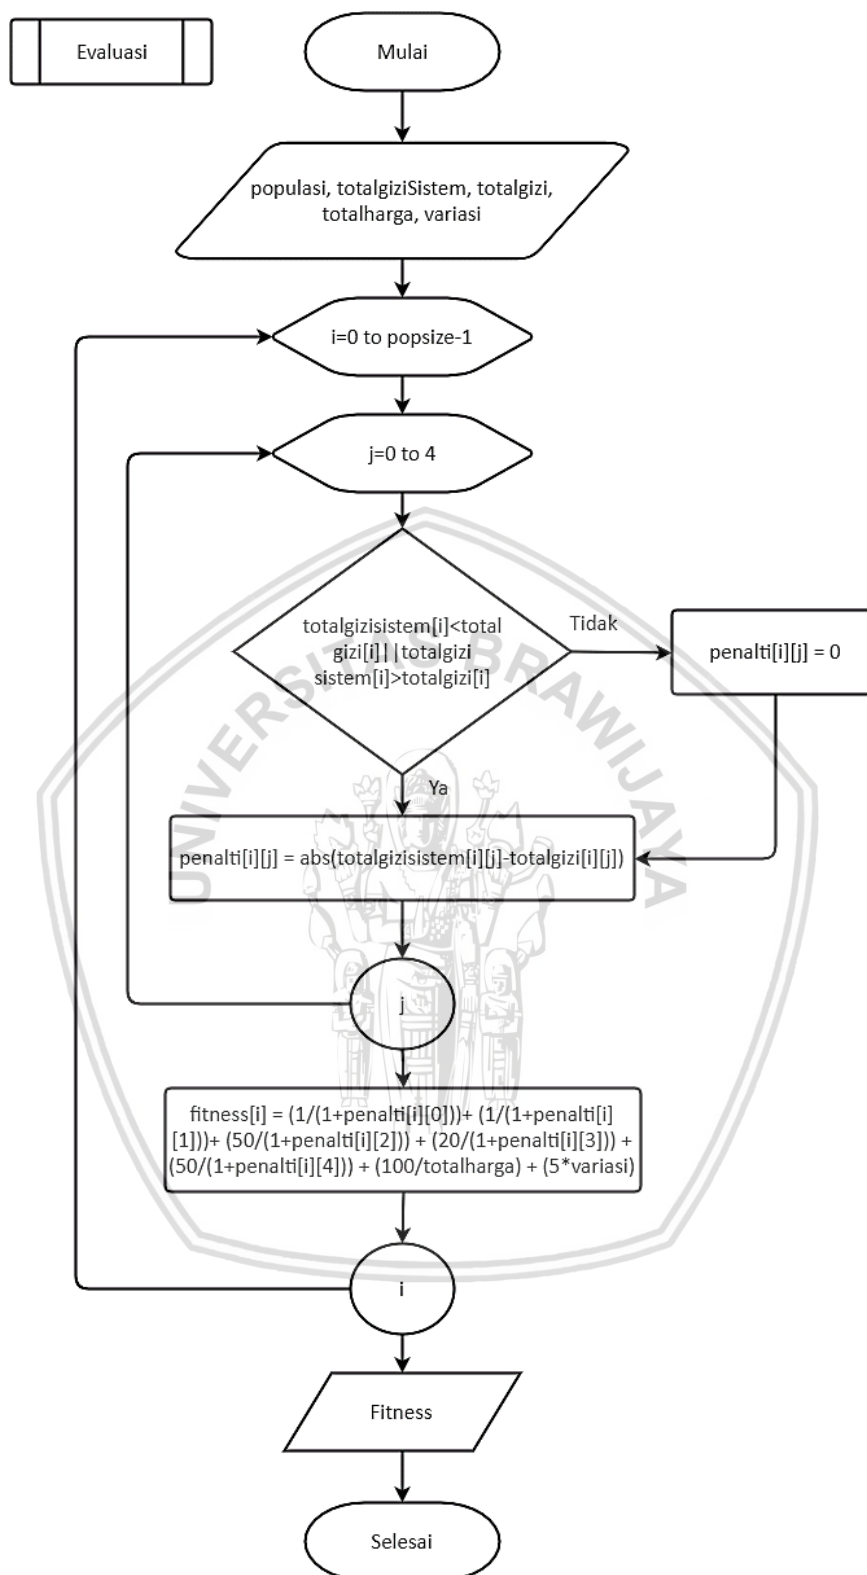 Evaluasi
Mulai
populasi, totalgiziSistem, totalgizi,
totalharga, variasi
i=0 to popsize-1
j=0 to 4
totalgizisistem[i]<total
gizi[i]||totalgizi
sistem[i]>totalgizi[i]
Tidak
penalti[i][j] = 0
Ya
penalti[i][j] = abs(totalgizisistem[i][j]-totalgizi[i][j])
j
fitness[i] = (1/(1+penalti[i][0]))+ (1/(1+penalti[i]
[1]))+ (50/(1+penalti[i][2])) + (20/(1+penalti[i][3])) +
(50/(1+penalti[i][4])) + (100/totalharga) + (5*variasi)
i
Fitness
Selesai
UNIVERSITAS BRAWIJAYA